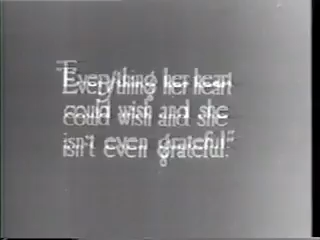 "Everything her heart
could wish and she
isn't even grateful."